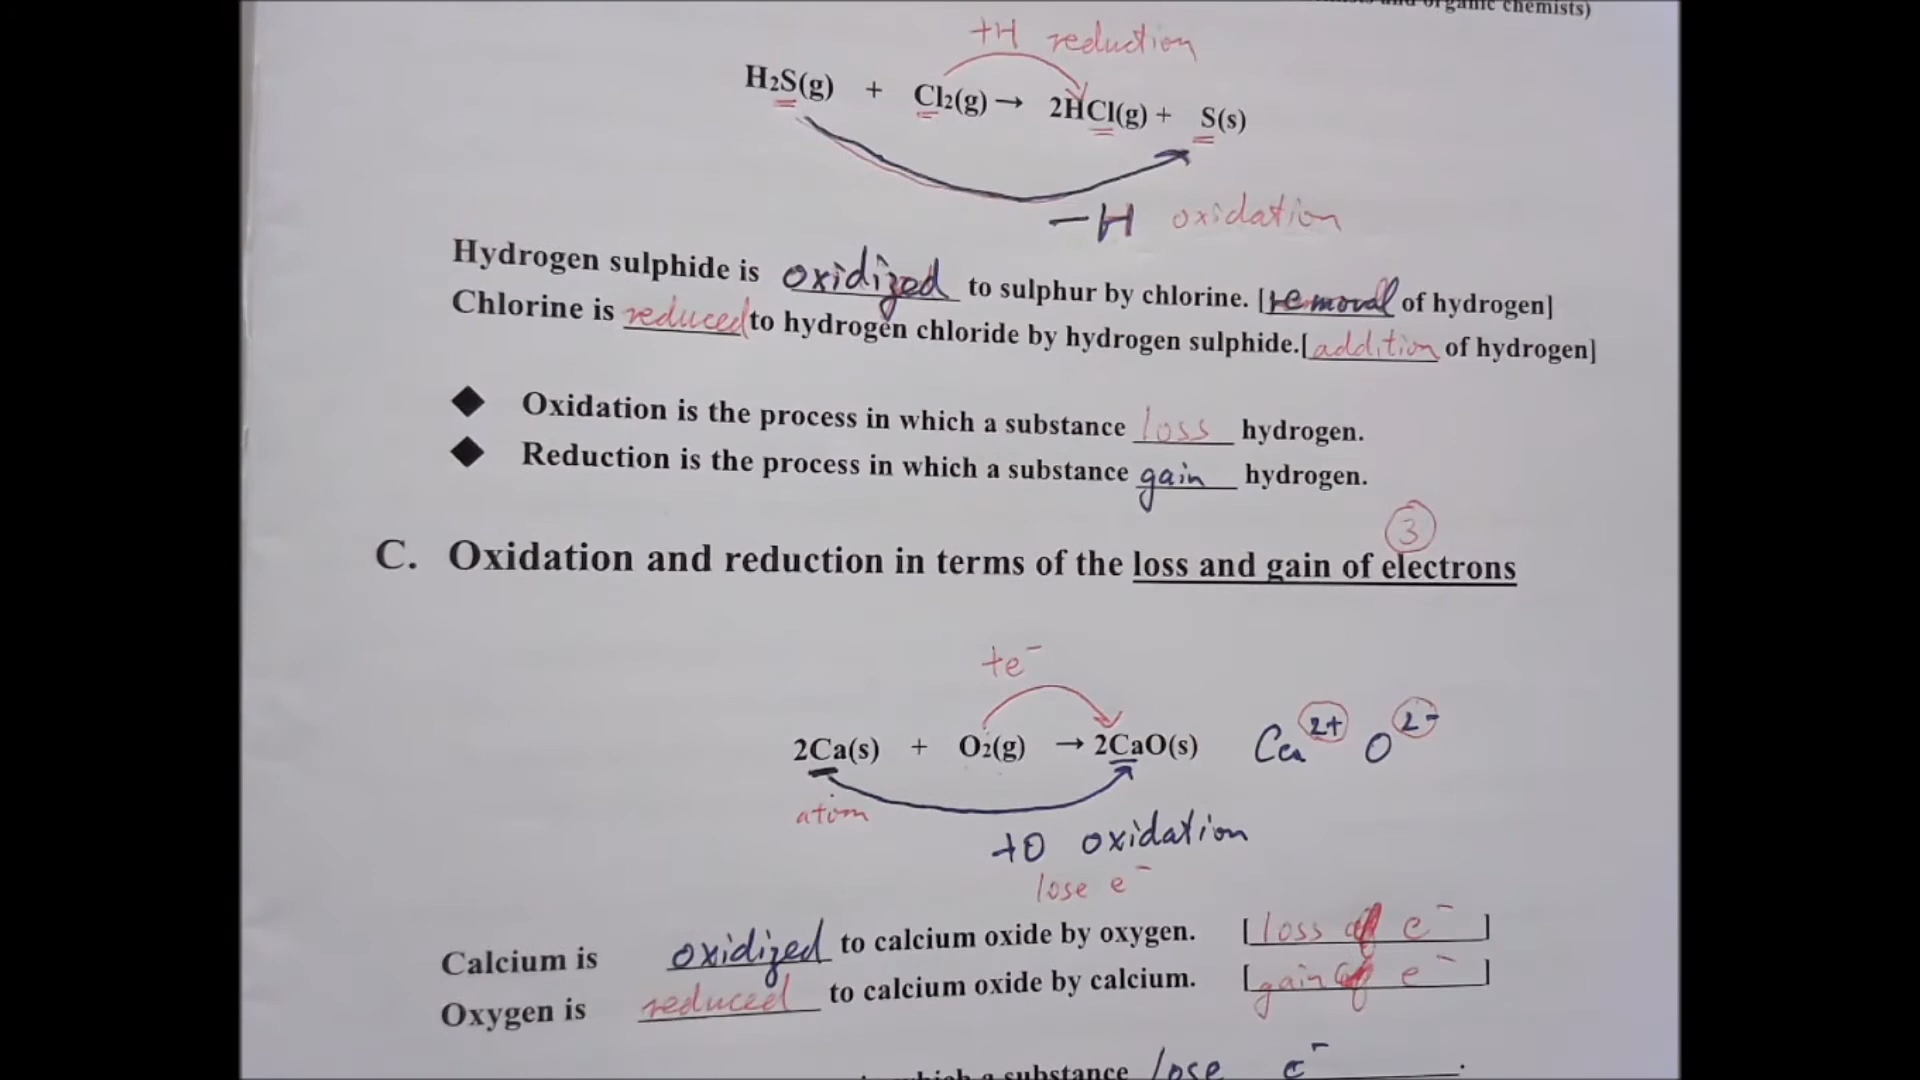 organic chemists)
+H reduction
H₂S(g) + Cl₂(g) → 2HCl(g) + S(s)
−H oxidation
Hydrogen sulphide is oxidized to sulphur by chlorine. [removal of hydrogen]
Chlorine is reduced to hydrogen chloride by hydrogen sulphide.[addition of hydrogen]
◆ Oxidation is the process in which a substance loss hydrogen.
◆ Reduction is the process in which a substance gain hydrogen.
3
C. Oxidation and reduction in terms of the loss and gain of electrons
+e⁻
2Ca(s) + O₂(g) → 2CaO(s) Ca²⁺ O²⁻
atom
+O oxidation
lose e⁻
Calcium is oxidized to calcium oxide by oxygen. [loss of e⁻]
Oxygen is reduced to calcium oxide by calcium. [gain of e⁻]
which a substance lose e⁻.